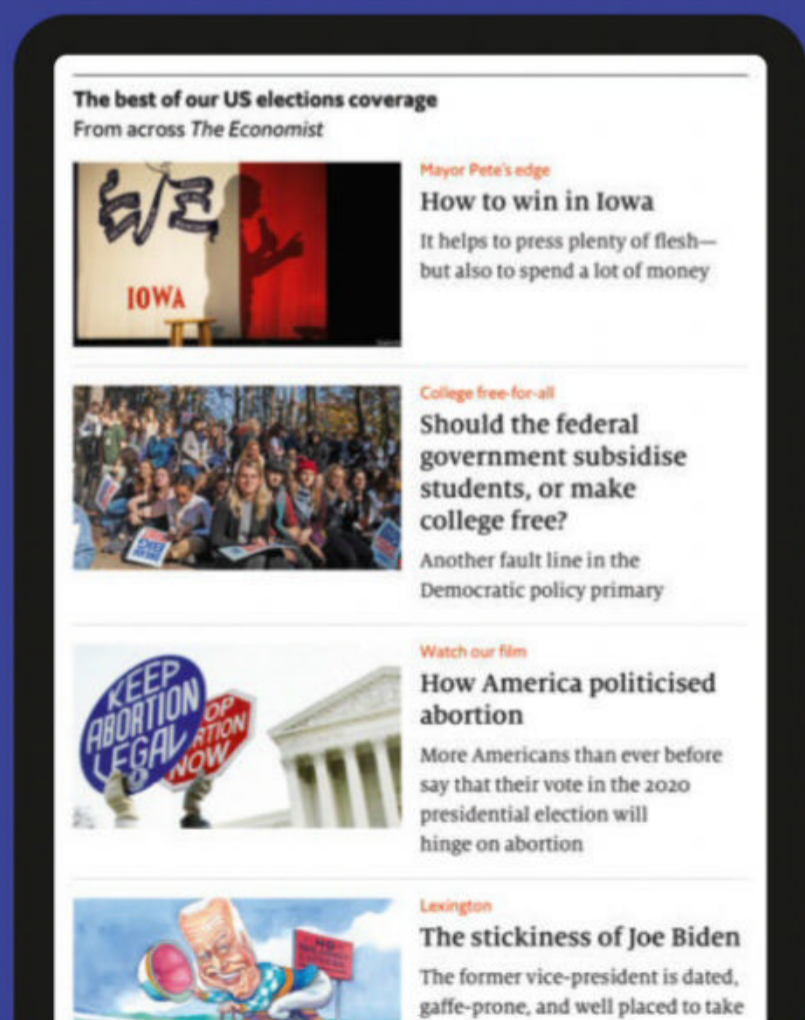 The best of our US elections coverage
From across The Economist
IOWA
Mayor Pete's edge
How to win in Iowa
It helps to press plenty of flesh—
but also to spend a lot of money
College free-for-all
Should the federal
government subsidise
students, or make
college free?
Another fault line in the
Democratic policy primary
KEEP
ABORTION
LEGAL
OP
RTION
NOW
Watch our film
How America politicised
abortion
More Americans than ever before
say that their vote in the 2020
presidential election will
hinge on abortion
Lexington
The stickiness of Joe Biden
The former vice-president is dated,
gaffe-prone, and well placed to take